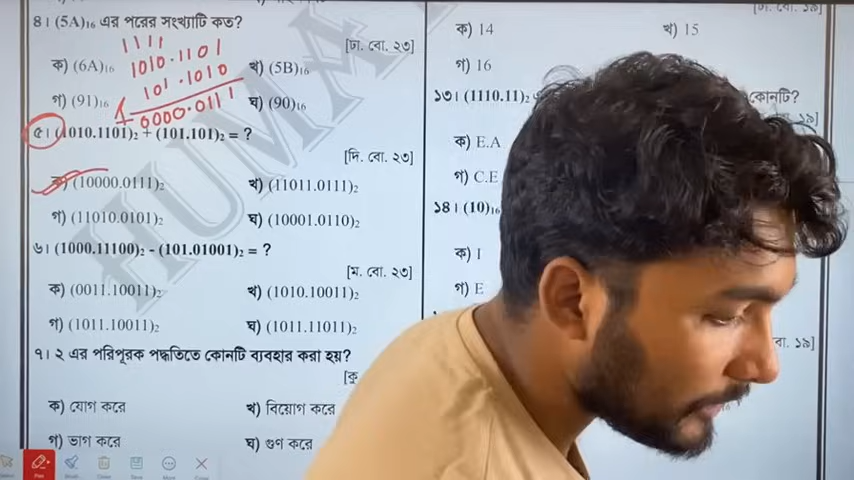 ৪। (5A)₁₆ এর পরের সংখ্যাটি কত?
[ঢা. বো. ২৩]
ক) (6A)₁₆
খ) (5B)₁₆
গ) (91)₁₆
ঘ) (90)₁₆
1111
1010.1101
101.1010
10000.0111
৫। (1010.1101)₂ + (101.101)₂ = ?
[দি. বো. ২৩]
ক) (10000.0111)₂
খ) (11011.0111)₂
গ) (11010.0101)₂
ঘ) (10001.0110)₂
৬। (1000.11100)₂ - (101.01001)₂ = ?
[ম. বো. ২৩]
ক) (0011.10011)₂
খ) (1010.10011)₂
গ) (1011.10011)₂
ঘ) (1011.11011)₂
৭। ২ এর পরিপূরক পদ্ধতিতে কোনটি ব্যবহার করা হয়?
[কু
ক) যোগ করে
খ) বিয়োগ করে
গ) ভাগ করে
ঘ) গুণ করে
ক) 14
খ) 15
গ) 16
১৩। (1110.11)₂
কোনটি?
ক) E.A
গ) C.E
১৪। (10)₁₆
ক) I
গ) E
বো. ১৯]
HUMAN